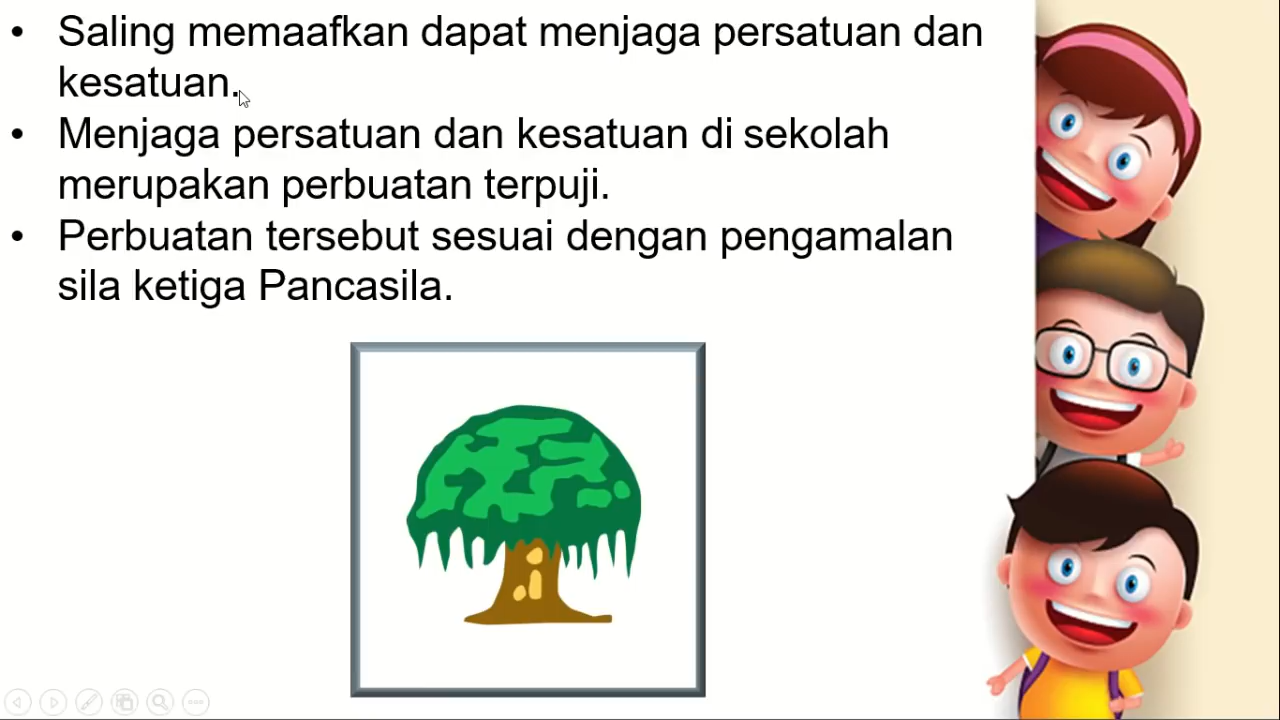 • Saling memaafkan dapat menjaga persatuan dan
kesatuan.
• Menjaga persatuan dan kesatuan di sekolah
merupakan perbuatan terpuji.
• Perbuatan tersebut sesuai dengan pengamalan
sila ketiga Pancasila.